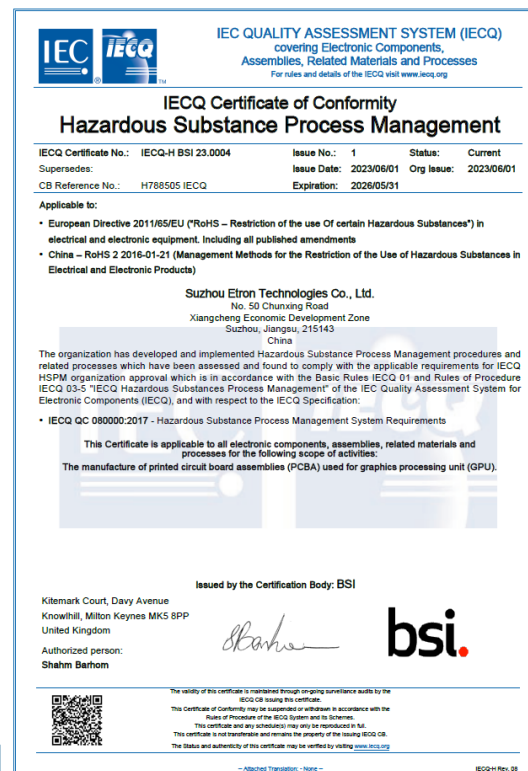 IEC
IECQ
®
TM
IEC QUALITY ASSESSMENT SYSTEM (IECQ)
covering Electronic Components,
Assemblies, Related Materials and Processes
For rules and details of the IECQ visit www.iecq.org
IECQ Certificate of Conformity
Hazardous Substance Process Management
IECQ Certificate No.: IECQ-H BSI 23.0004 Issue No.: 1 Status: Current
Supersedes: Issue Date: 2023/06/01 Org Issue: 2023/06/01
CB Reference No.: H788505 IECQ Expiration: 2026/05/31
Applicable to:
• European Directive 2011/65/EU ("RoHS – Restriction of the use Of certain Hazardous Substances") in
electrical and electronic equipment. Including all published amendments
• China – RoHS 2 2016-01-21 (Management Methods for the Restriction of the Use of Hazardous Substances in
Electrical and Electronic Products)
Suzhou Etron Technologies Co., Ltd.
No. 50 Chunxing Road
Xiangcheng Economic Development Zone
Suzhou, Jiangsu, 215143
China
The organization has developed and implemented Hazardous Substance Process Management procedures and
related processes which have been assessed and found to comply with the applicable requirements for IECQ
HSPM organization approval which is in accordance with the Basic Rules IECQ 01 and Rules of Procedure
IECQ 03-5 "IECQ Hazardous Substances Process Management" of the IEC Quality Assessment System for
Electronic Components (IECQ), and with respect to the IECQ Specification:
• IECQ QC 080000:2017 - Hazardous Substance Process Management System Requirements
This Certificate is applicable to all electronic components, assemblies, related materials and
processes for the following scope of activities:
The manufacture of printed circuit board assemblies (PCBA) used for graphics processing unit (GPU).
Issued by the Certification Body: BSI
Kitemark Court, Davy Avenue
Knowlhill, Milton Keynes MK5 8PP
United Kingdom
Authorized person:
Shahm Barhom
bsi.
The validity of this certificate is maintained through on-going surveillance audits by the
IECQ CB issuing this certificate.
This Certificate of Conformity may be suspended or withdrawn in accordance with the
Rules of Procedure of the IECQ System and its Schemes.
This certificate and any schedule(s) may only be reproduced in full.
This certificate is not transferable and remains the property of the issuing IECQ CB.
The Status and authenticity of this certificate may be verified by visiting www.iecq.org
– Attached Translation: - None –
IECQ-H Rev. 08